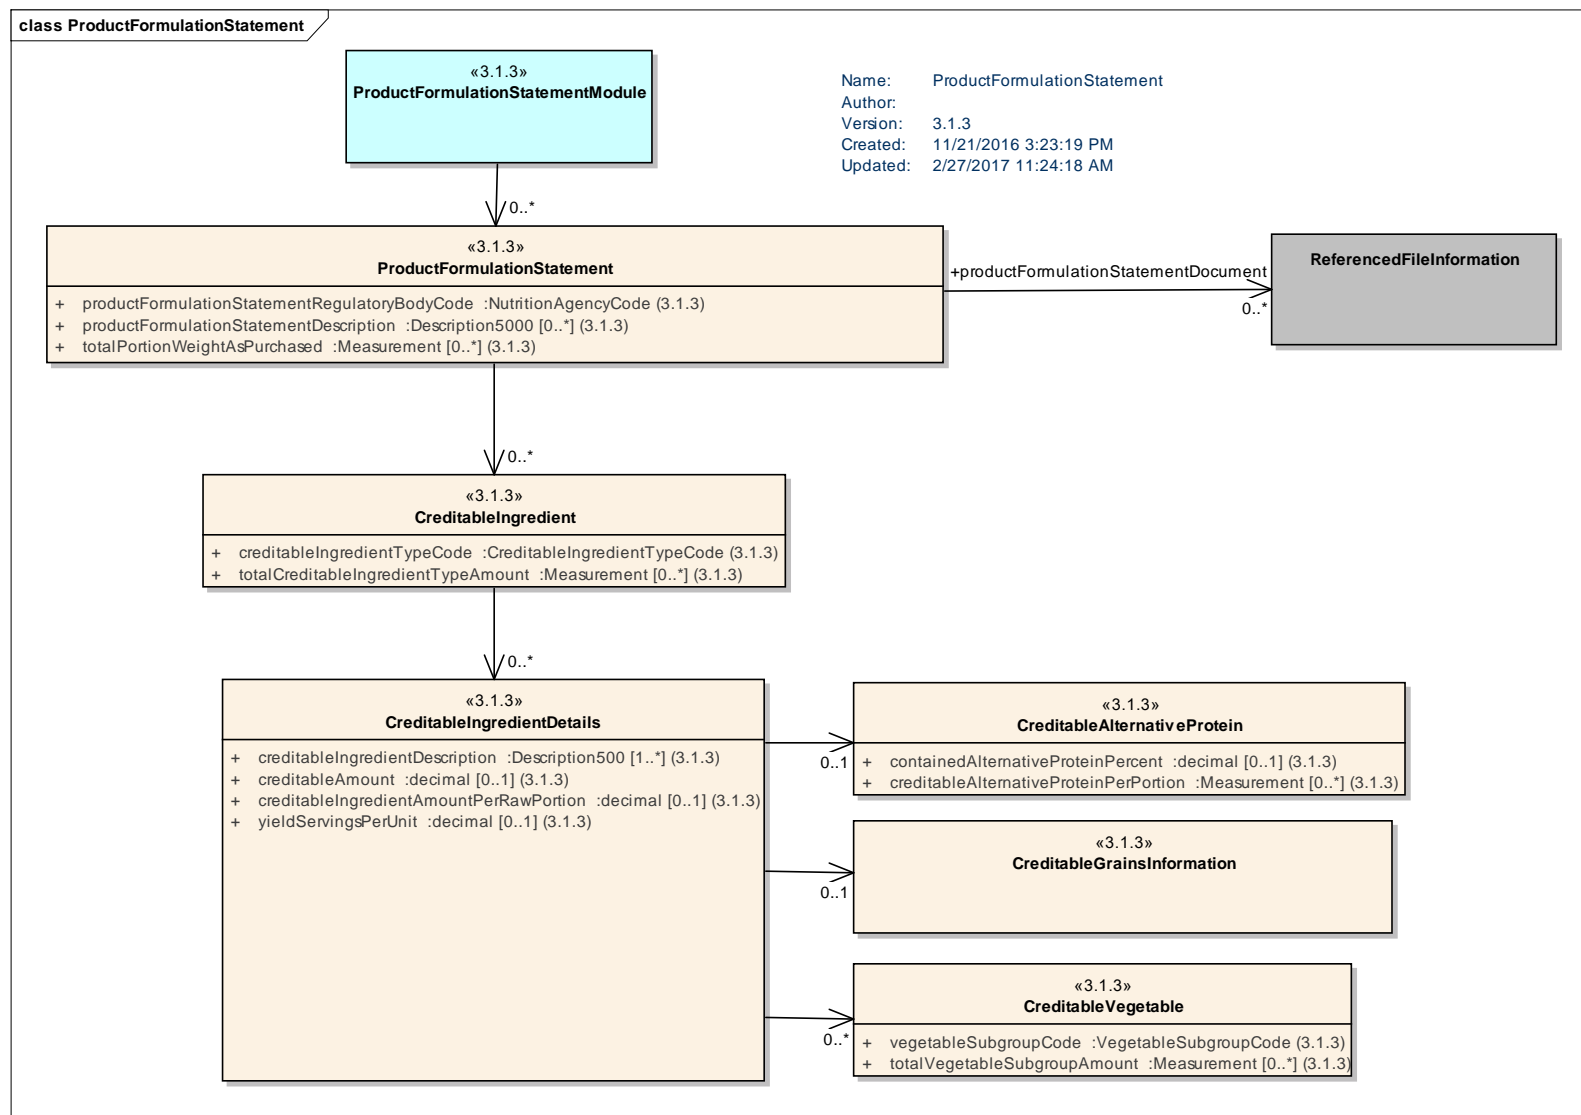 class ProductFormulationStatement
«3.1.3»
ProductFormulationStatementModule
Name: ProductFormulationStatement
Author:
Version: 3.1.3
Created: 11/21/2016 3:23:19 PM
Updated: 2/27/2017 11:24:18 AM
0..*
«3.1.3»
ProductFormulationStatement
+ productFormulationStatementRegulatoryBodyCode :NutritionAgencyCode (3.1.3)
+ productFormulationStatementDescription :Description5000 [0..*] (3.1.3)
+ totalPortionWeightAsPurchased :Measurement [0..*] (3.1.3)
+productFormulationStatementDocument
0..*
ReferencedFileInformation
0..*
«3.1.3»
CreditableIngredient
+ creditableIngredientTypeCode :CreditableIngredientTypeCode (3.1.3)
+ totalCreditableIngredientTypeAmount :Measurement [0..*] (3.1.3)
0..*
«3.1.3»
CreditableIngredientDetails
+ creditableIngredientDescription :Description500 [1..*] (3.1.3)
+ creditableAmount :decimal [0..1] (3.1.3)
+ creditableIngredientAmountPerRawPortion :decimal [0..1] (3.1.3)
+ yieldServingsPerUnit :decimal [0..1] (3.1.3)
0..1
«3.1.3»
CreditableAlternativeProtein
+ containedAlternativeProteinPercent :decimal [0..1] (3.1.3)
+ creditableAlternativeProteinPerPortion :Measurement [0..*] (3.1.3)
0..1
«3.1.3»
CreditableGrainsInformation
0..*
«3.1.3»
CreditableVegetable
+ vegetableSubgroupCode :VegetableSubgroupCode (3.1.3)
+ totalVegetableSubgroupAmount :Measurement [0..*] (3.1.3)